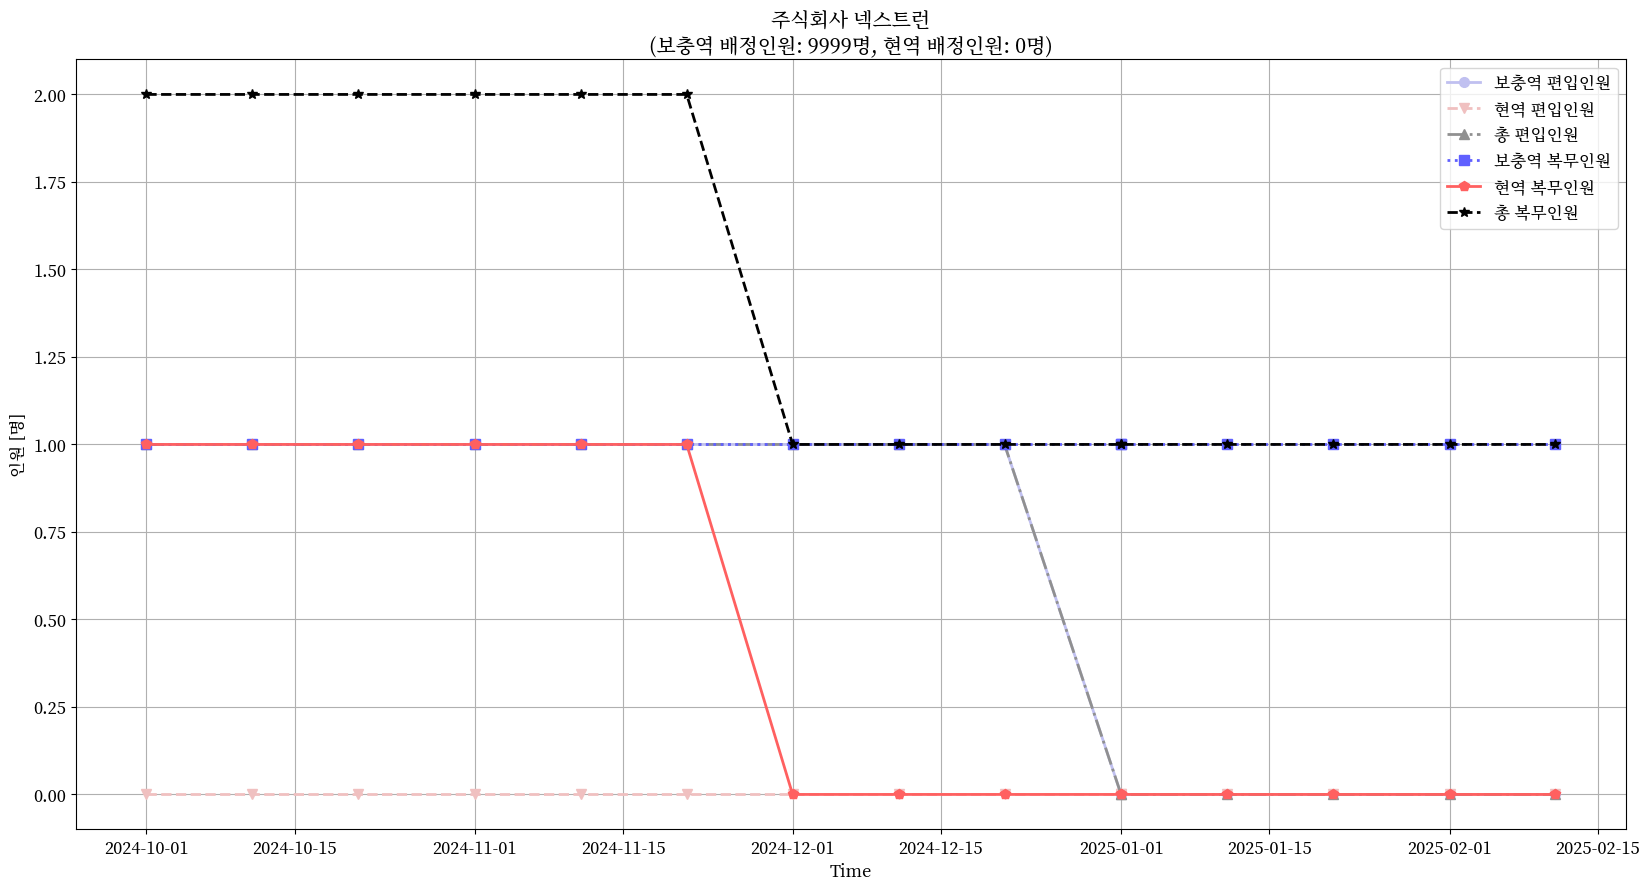 주식회사 넥스트런
(보충역 배정인원: 9999명, 현역 배정인원: 0명)
보충역 편입인원
현역 편입인원
총 편입인원
보충역 복무인원
현역 복무인원
총 복무인원
인원 [명]
2.00
1.75
1.50
1.25
1.00
0.75
0.50
0.25
0.00
2024-10-01
2024-10-15
2024-11-01
2024-11-15
2024-12-01
2024-12-15
2025-01-01
2025-01-15
2025-02-01
2025-02-15
Time